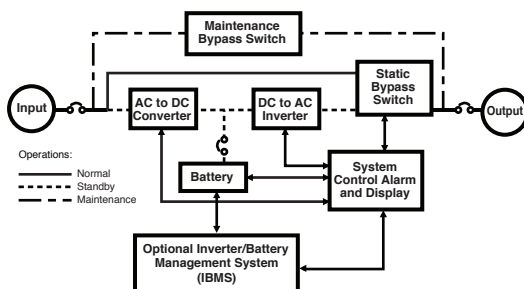 Maintenance
Bypass Switch
Input
AC to DC
Converter
DC to AC
Inverter
Static
Bypass
Switch
Output
Operations:
Normal
Standby
Maintenance
Battery
System
Control Alarm
and Display
Optional Inverter/Battery
Management System
(IBMS)